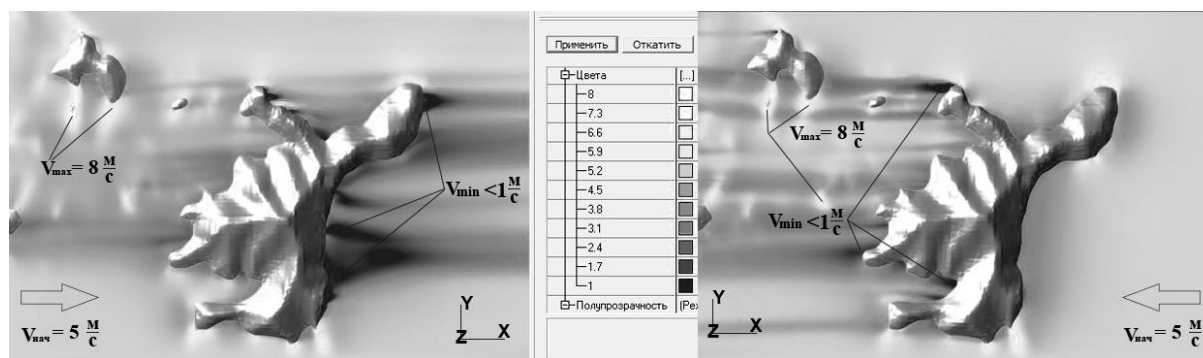 Vmax= 8 м/с
Vmin <1 м/с
Vнач = 5 м/с
Y
Z X
Применить Откатить
Цвета [...]
8
7.3
6.6
5.9
5.2
4.5
3.8
3.1
2.4
1.7
1
Полупрозрачность (Рез
Vmax= 8 м/с
Vmin <1 м/с
Y
Z X
Vнач = 5 м/с